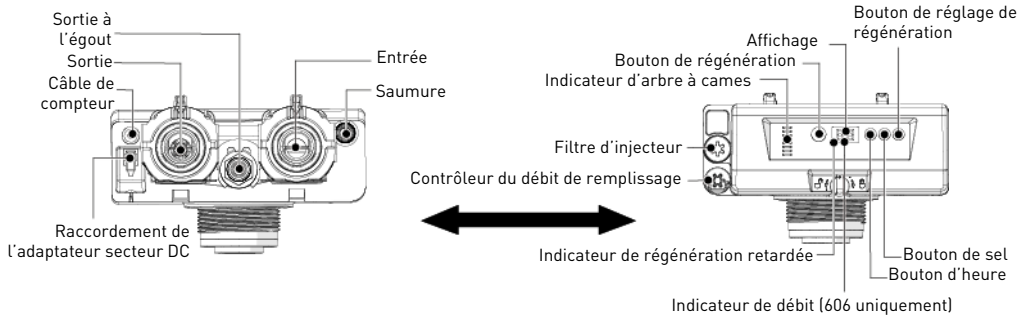 Sortie à
l'égout
Sortie
Câble de
compteur
Entrée
Saumure
Raccordement de
l'adaptateur secteur DC
Bouton de réglage de
régénération
Affichage
Bouton de régénération
Indicateur d'arbre à cames
Filtre d'injecteur
Contrôleur du débit de remplissage
Indicateur de régénération retardée
Bouton de sel
Bouton d'heure
Indicateur de débit (606 uniquement)